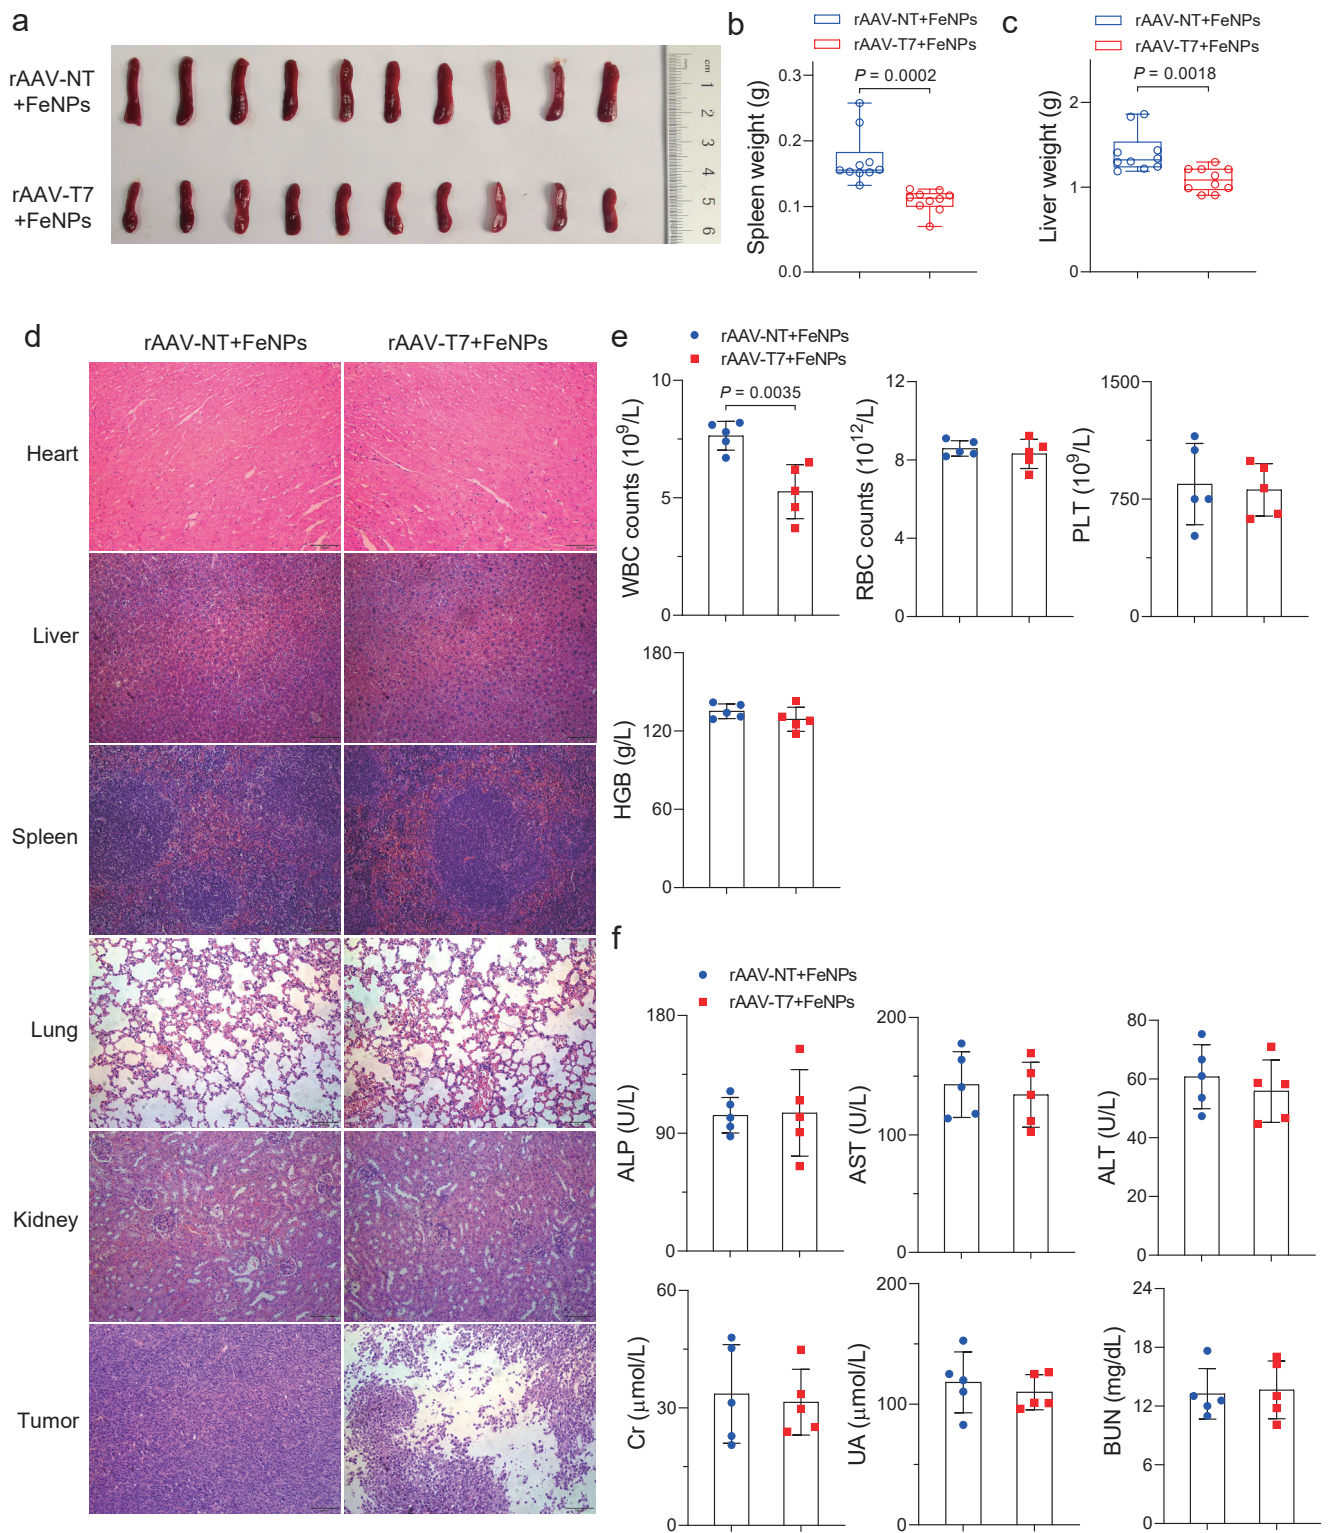 a
rAAV-NT
+FeNPs
rAAV-T7
+FeNPs
cm
1
2
3
4
5
6
b
rAAV-NT+FeNPs
rAAV-T7+FeNPs
P = 0.0002
Spleen weight (g)
0.3
0.2
0.1
0.0
c
rAAV-NT+FeNPs
rAAV-T7+FeNPs
P = 0.0018
Liver weight (g)
2
1
0
d
rAAV-NT+FeNPs
rAAV-T7+FeNPs
Heart
Liver
Spleen
Lung
Kidney
Tumor
e
rAAV-NT+FeNPs
rAAV-T7+FeNPs
WBC counts (10⁹/L)
10
5
0
P = 0.0035
RBC counts (10¹²/L)
12
8
4
0
PLT (10⁹/L)
1500
750
0
HGB (g/L)
180
120
60
0
f
rAAV-NT+FeNPs
rAAV-T7+FeNPs
ALP (U/L)
180
90
0
AST (U/L)
200
100
0
ALT (U/L)
80
60
40
20
0
Cr (μmol/L)
60
30
0
UA (μmol/L)
200
100
0
BUN (mg/dL)
24
18
12
6
0